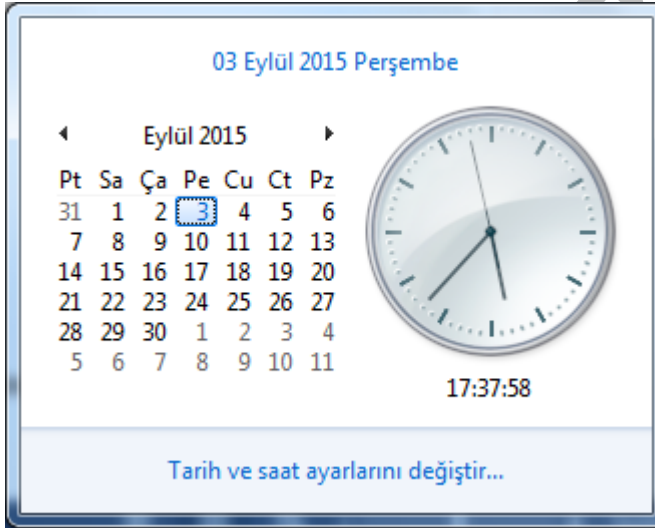 03 Eylül 2015 Perşembe
Eylül 2015
Pt Sa Ça Pe Cu Ct Pz
31 1 2 3 4 5 6
7 8 9 10 11 12 13
14 15 16 17 18 19 20
21 22 23 24 25 26 27
28 29 30 1 2 3 4
5 6 7 8 9 10 11
17:37:58
Tarih ve saat ayarlarını değiştir...